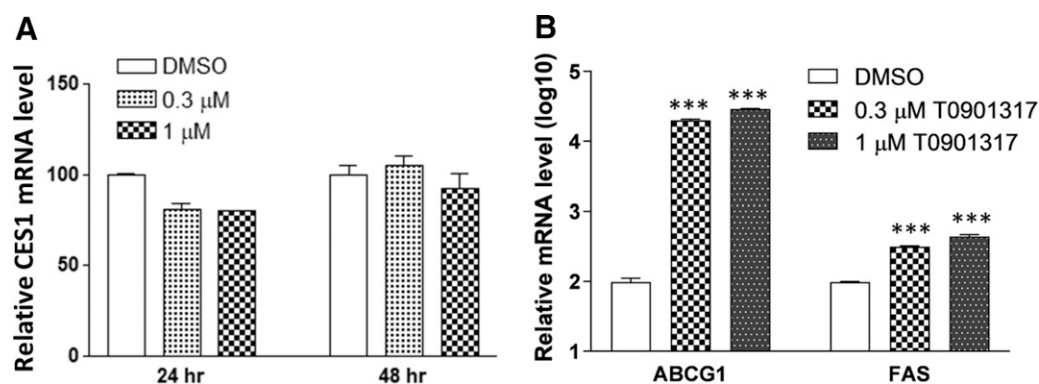 A
Relative CES1 mRNA level
150
100
50
0
DMSO
0.3 μM
1 μM
24 hr
48 hr
B
Relative mRNA level (log10)
5
4
3
2
1
DMSO
0.3 μM T0901317
1 μM T0901317
***
***
***
***
ABCG1
FAS